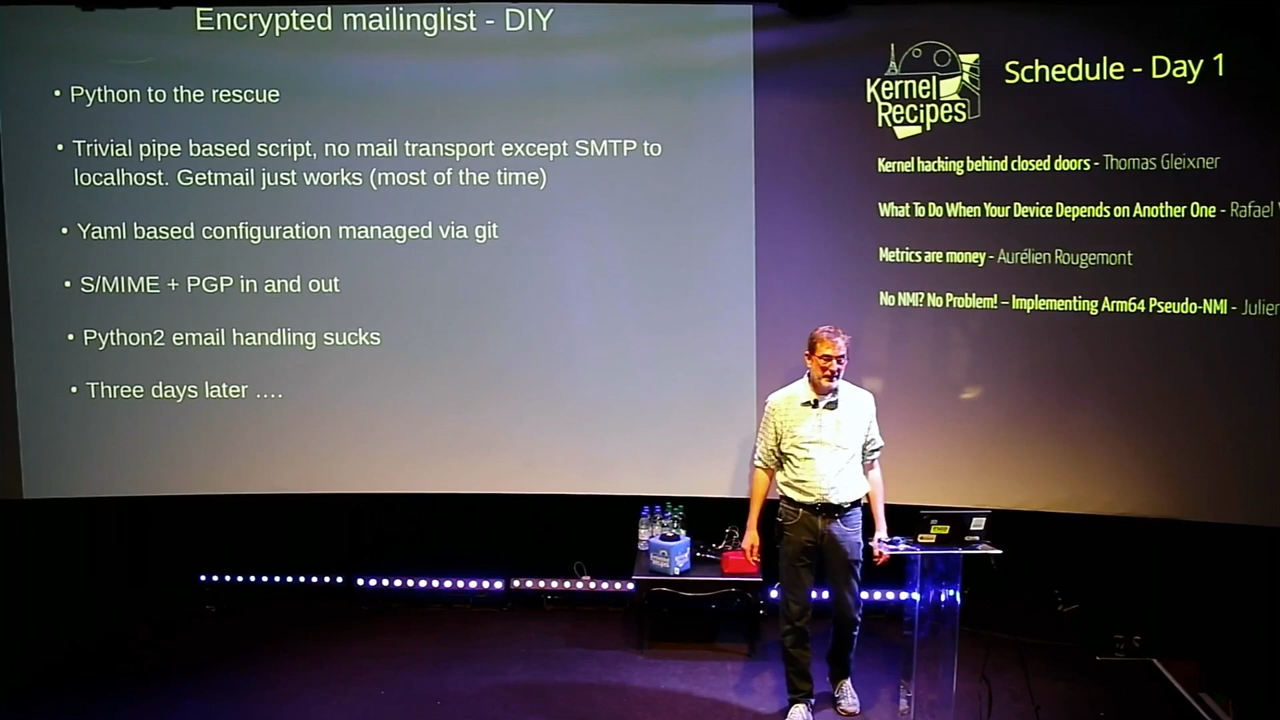 Encrypted mailinglist - DIY
• Python to the rescue
• Trivial pipe based script, no mail transport except SMTP to
localhost. Getmail just works (most of the time)
• Yaml based configuration managed via git
• S/MIME + PGP in and out
• Python2 email handling sucks
• Three days later ….
Kernel
Recipes
Schedule - Day 1
Kernel hacking behind closed doors - Thomas Gleixner
What To Do When Your Device Depends on Another One - Rafael
Metrics are money - Aurélien Rougemont
No NMI? No Problem! – Implementing Arm64 Pseudo-NMI - Julien